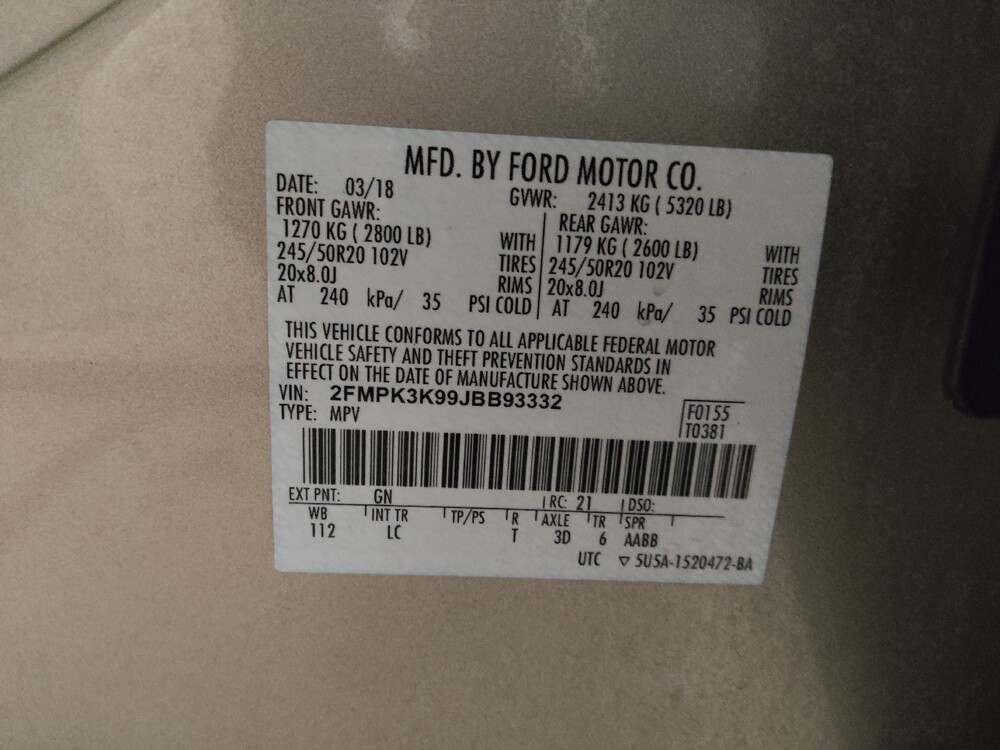 MFD. BY FORD MOTOR CO.
DATE: 03/18 GVWR: 2413 KG ( 5320 LB)
FRONT GAWR: REAR GAWR:
1270 KG ( 2800 LB) WITH 1179 KG ( 2600 LB) WITH
245/50R20 102V TIRES 245/50R20 102V TIRES
20x8.0J RIMS 20x8.0J RIMS
AT 240 kPa/ 35 PSI COLD AT 240 kPa/ 35 PSI COLD
THIS VEHICLE CONFORMS TO ALL APPLICABLE FEDERAL MOTOR
VEHICLE SAFETY AND THEFT PREVENTION STANDARDS IN
EFFECT ON THE DATE OF MANUFACTURE SHOWN ABOVE.
VIN: 2FMPK3K99JBB93332
TYPE: MPV F0155
T0381
EXT PNT: GN RC: 21 DSO:
WB INT TR TP/PS R AXLE TR SPR
112 LC T 3D 6 AABB
UTC ▽ 5U5A-1520472-BA